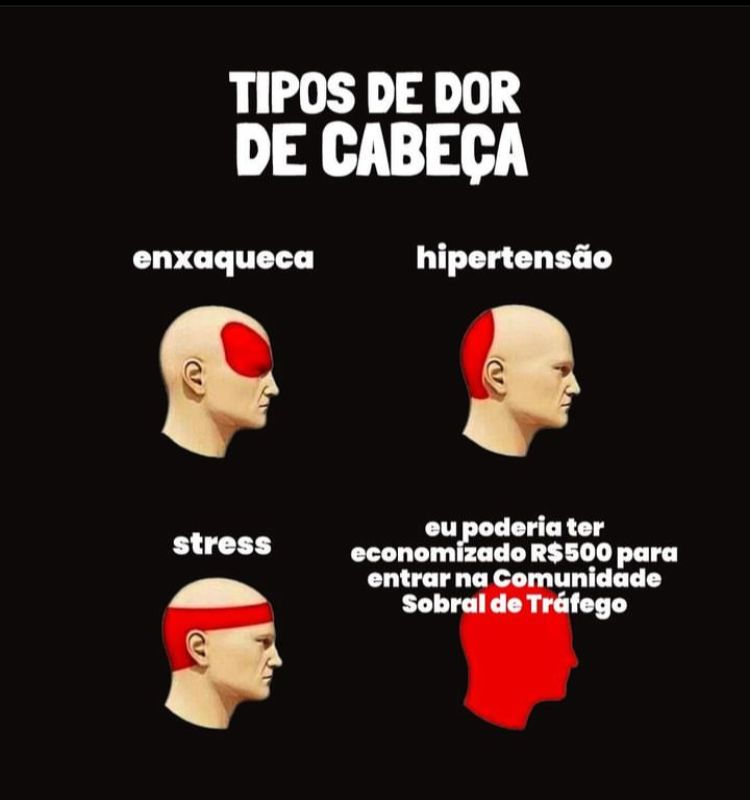 TIPOS DE DOR
DE CABEÇA
enxaqueca
hipertensão
stress
eu poderia ter
economizado R$500 para
entrar na Comunidade
Sobral de Tráfego